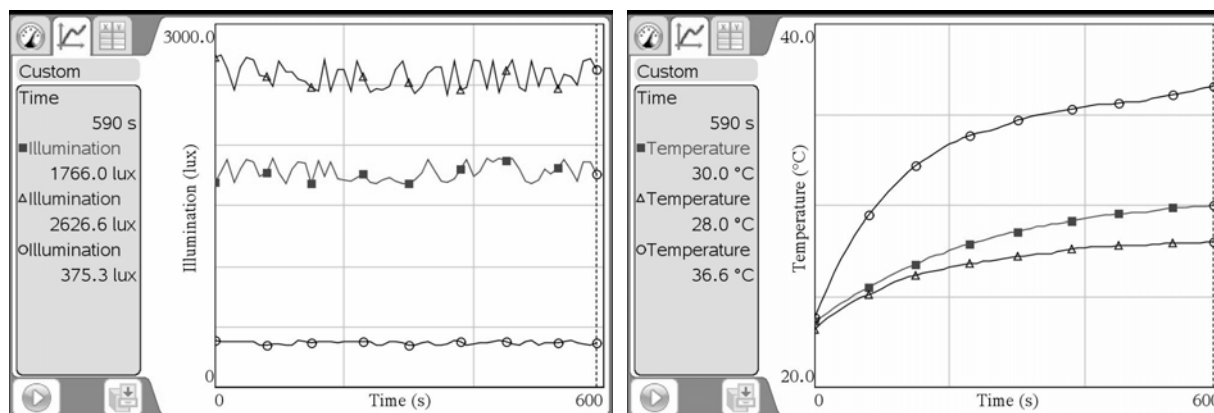 Custom
Time
590 s
■Illumination
1766.0 lux
△Illumination
2626.6 lux
○Illumination
375.3 lux
3000.0
Illumination (lux)
0
0
Time (s)
600
X
Y
Custom
Time
590 s
■Temperature
30.0 °C
△Temperature
28.0 °C
○Temperature
36.6 °C
40.0
Temperature (°C)
20.0
0
Time (s)
600
X
Y